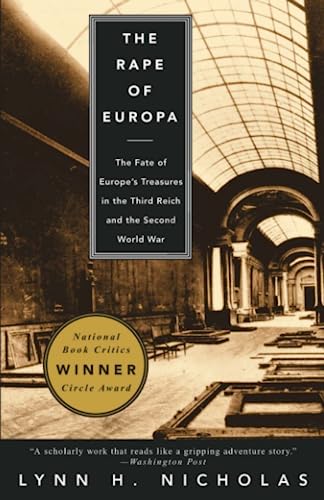 THE
RAPE OF
EUROPA
The Fate of
Europe's Treasures
in the Third Reich
and the Second
World War
National
Book Critics
WINNER
Circle Award
"A scholarly work that reads like a gripping adventure story."
—Washington Post
LYNN H. NICHOLAS